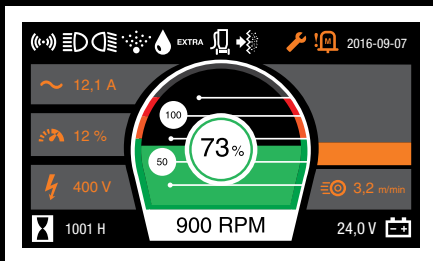 EXTRA M 2016-09-07
12,1 A
100
12 %
73%
50
400 V
3,2 m/min
1001 H
900 RPM
24,0 V